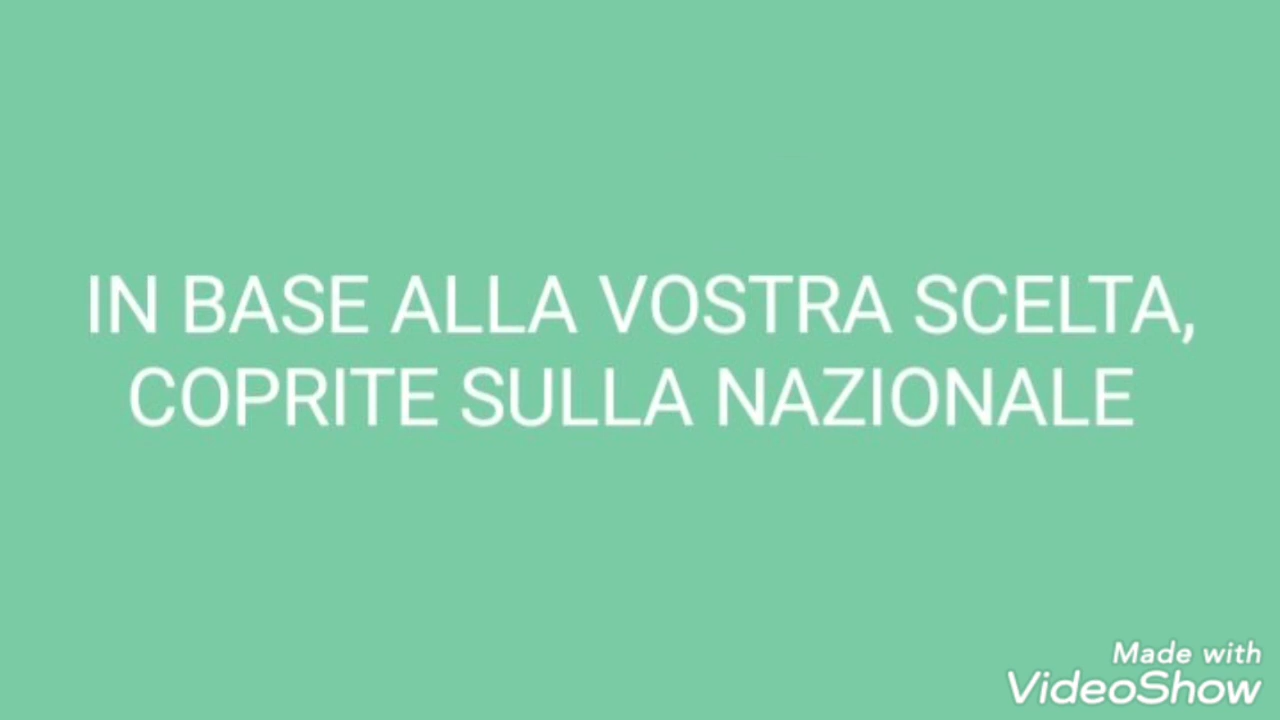 IN BASE ALLA VOSTRA SCELTA,
COPRITE SULLA NAZIONALE
Made with
VideoShow